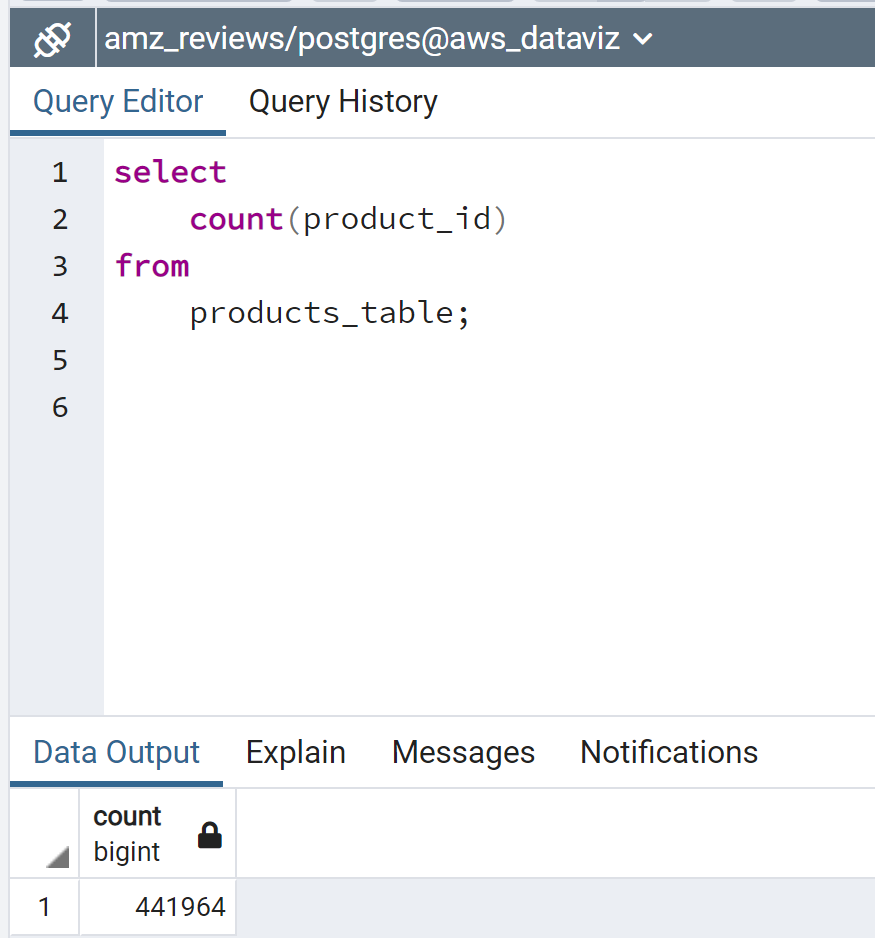 amz_reviews/postgres@aws_dataviz
Query Editor Query History
1 select
2 count(product_id)
3 from
4 products_table;
5
6
Data Output Explain Messages Notifications
count
bigint
1 441964